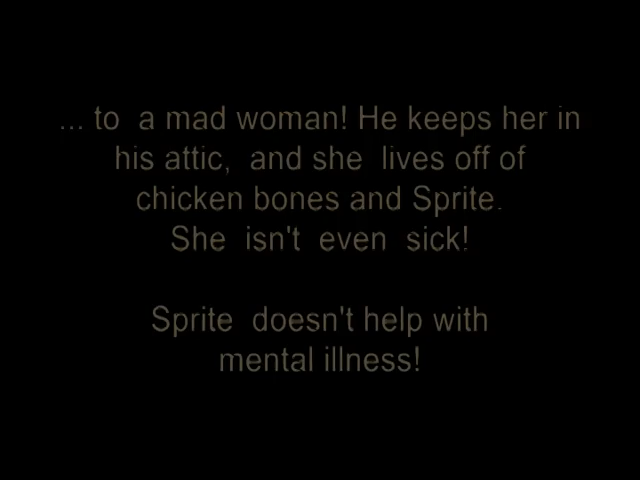 ... to a mad woman! He keeps her in
his attic, and she lives off of
chicken bones and Sprite.
She isn't even sick!
Sprite doesn't help with
mental illness!